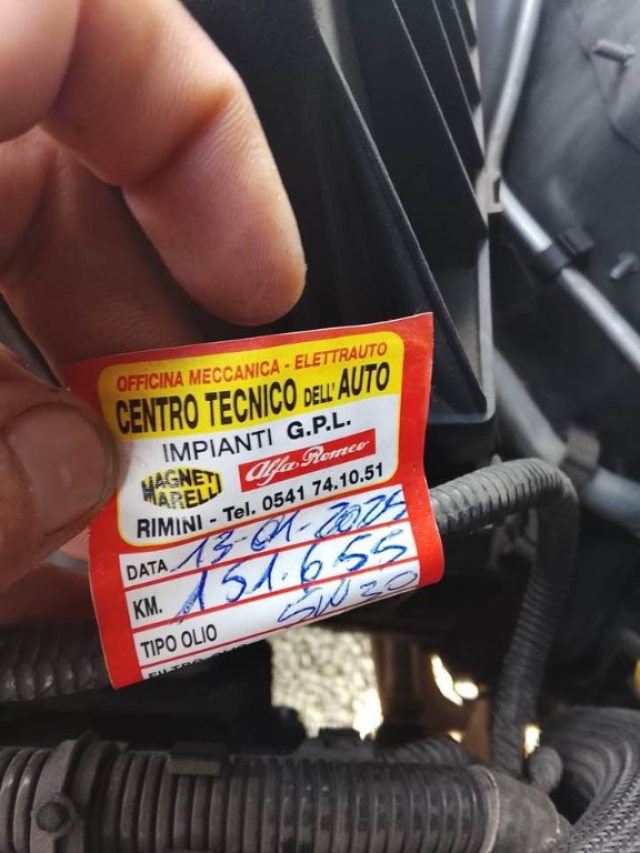 OFFICINA MECCANICA - ELETTRAUTO
CENTRO TECNICO DELL'AUTO
IMPIANTI G.P.L.
MAGNETI MARELLI
Alfa Romeo
RIMINI - Tel. 0541 74.10.51
DATA 13-01-2025
KM. 151.655
TIPO OLIO 5W20